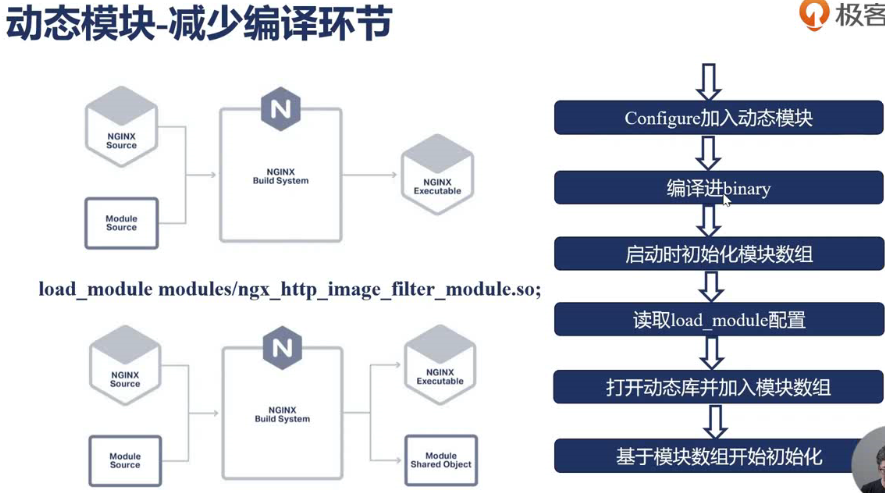 动态模块-减少编译环节
极客
NGINX
Source
Module
Source
N
NGINX
Build System
NGINX
Executable
load_module modules/ngx_http_image_filter_module.so;
NGINX
Source
Module
Source
N
NGINX
Build System
NGINX
Executable
Module
Shared Object
Configure加入动态模块
编译进binary
启动时初始化模块数组
读取load_module配置
打开动态库并加入模块数组
基于模块数组开始初始化